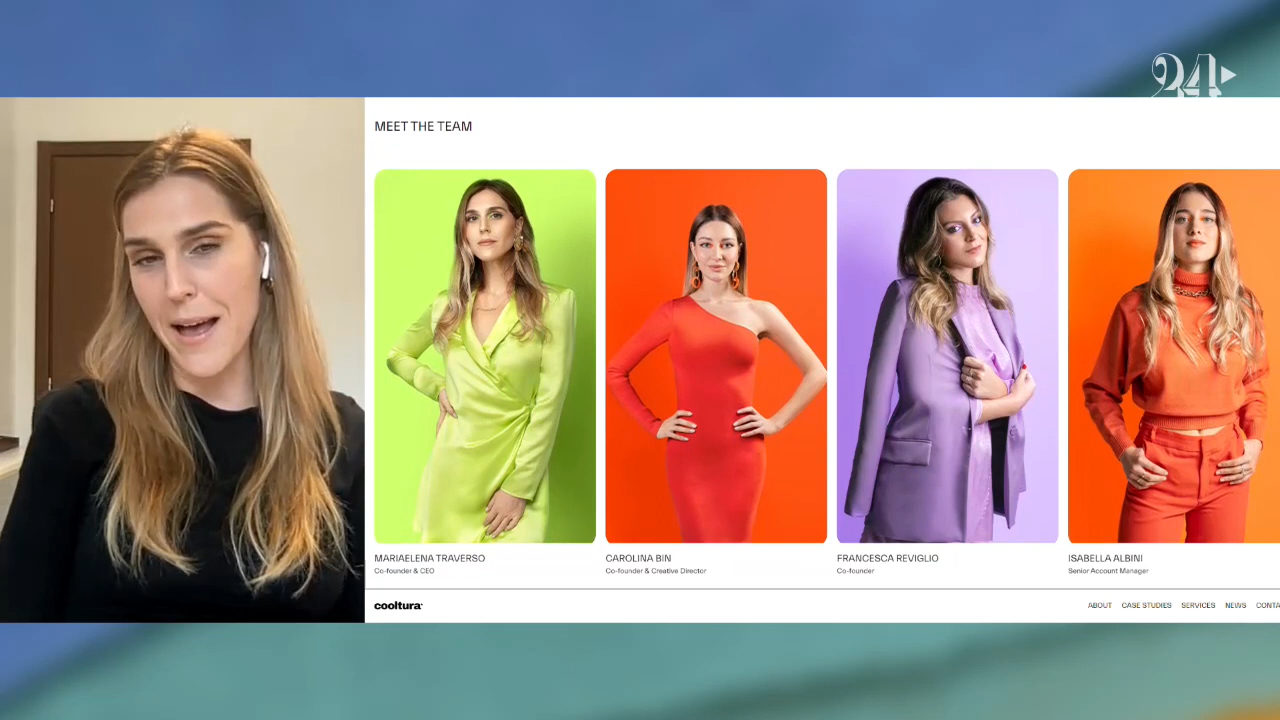 24
MEET THE TEAM
MARIAELENA TRAVERSO
Co-founder & CEO
CAROLINA BIN
Co-founder & Creative Director
FRANCESCA REVIGLIO
Co-founder
ISABELLA ALBINI
Senior Account Manager
cooltura
ABOUT CASE STUDIES SERVICES NEWS CONTA